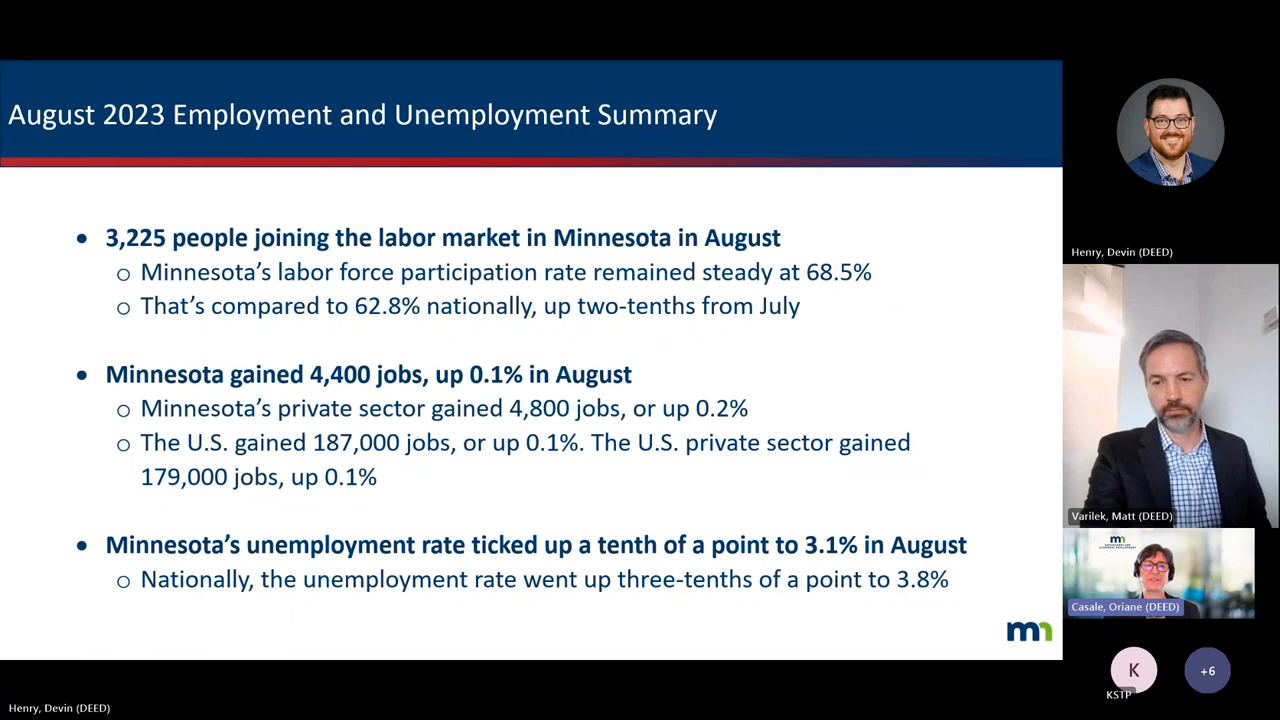 August 2023 Employment and Unemployment Summary
• 3,225 people joining the labor market in Minnesota in August
o Minnesota’s labor force participation rate remained steady at 68.5%
o That’s compared to 62.8% nationally, up two-tenths from July
• Minnesota gained 4,400 jobs, up 0.1% in August
o Minnesota’s private sector gained 4,800 jobs, or up 0.2%
o The U.S. gained 187,000 jobs, or up 0.1%. The U.S. private sector gained
179,000 jobs, up 0.1%
• Minnesota’s unemployment rate ticked up a tenth of a point to 3.1% in August
o Nationally, the unemployment rate went up three-tenths of a point to 3.8%
mn
Henry, Devin (DEED)
Henry, Devin (DEED)
Varilek, Matt (DEED)
mn
Casale, Oriane (DEED)
K
KSTP
+6